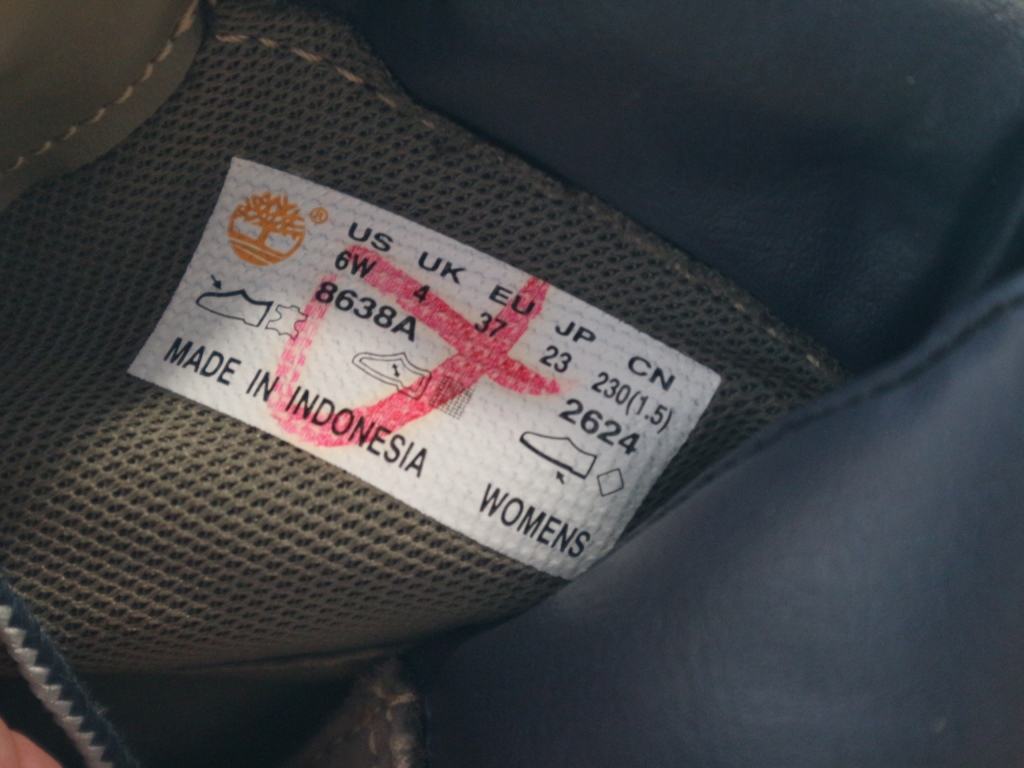 ®
US UK EU JP CN
6W 4 37 23 230(1.5)
8638A 2624
MADE IN INDONESIA WOMENS